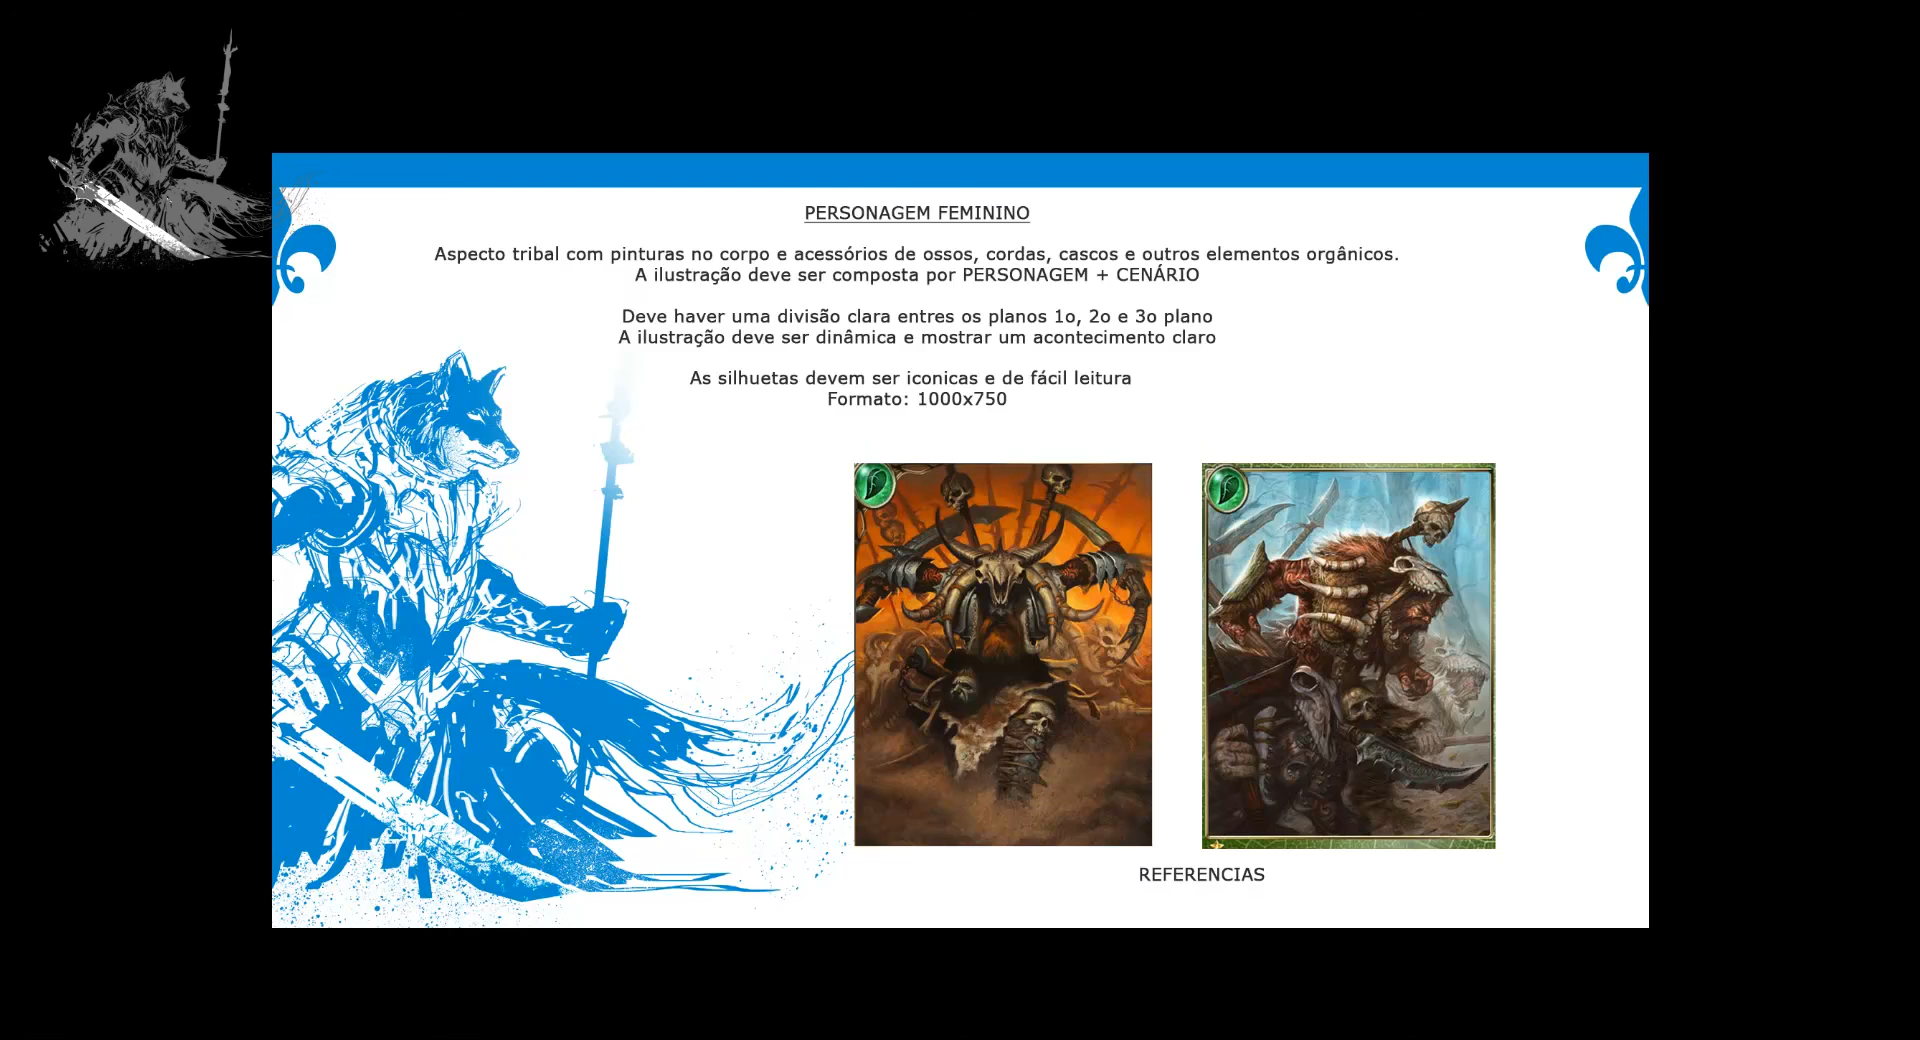 PERSONAGEM FEMININO
Aspecto tribal com pinturas no corpo e acessórios de ossos, cordas, cascos e outros elementos orgânicos.
A ilustração deve ser composta por PERSONAGEM + CENÁRIO
Deve haver uma divisão clara entres os planos 1o, 2o e 3o plano
A ilustração deve ser dinâmica e mostrar um acontecimento claro
As silhuetas devem ser iconicas e de fácil leitura
Formato: 1000x750
REFERENCIAS